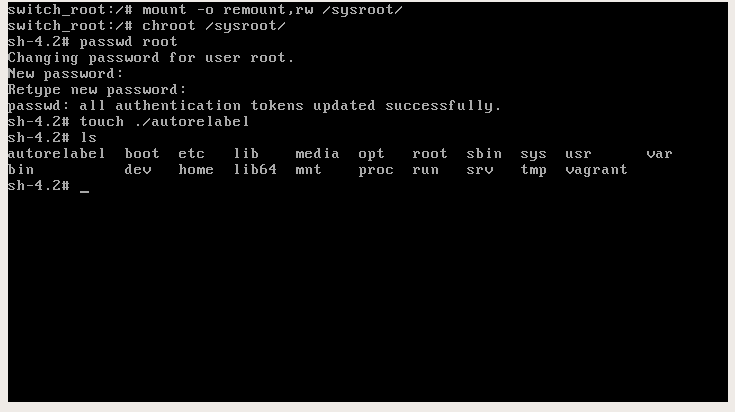 switch_root:/# mount -o remount,rw /sysroot/
switch_root:/# chroot /sysroot/
sh-4.2# passwd root
Changing password for user root.
New password:
Retype new password:
passwd: all authentication tokens updated successfully.
sh-4.2# touch ./autorelabel
sh-4.2# ls
autorelabel  boot  etc   lib    media  opt   root  sbin  sys  usr      var
bin          dev   home  lib64  mnt    proc  run   srv   tmp  vagrant
sh-4.2# _